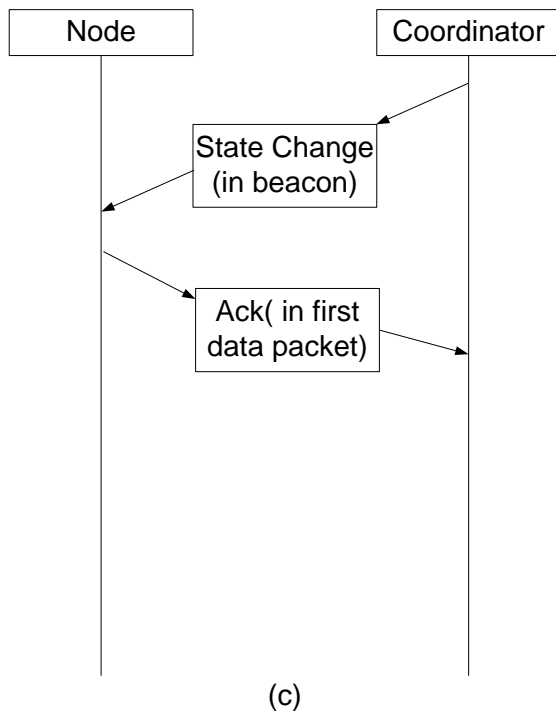 Node
Coordinator
State Change
(in beacon)
Ack( in first
data packet)
(c)